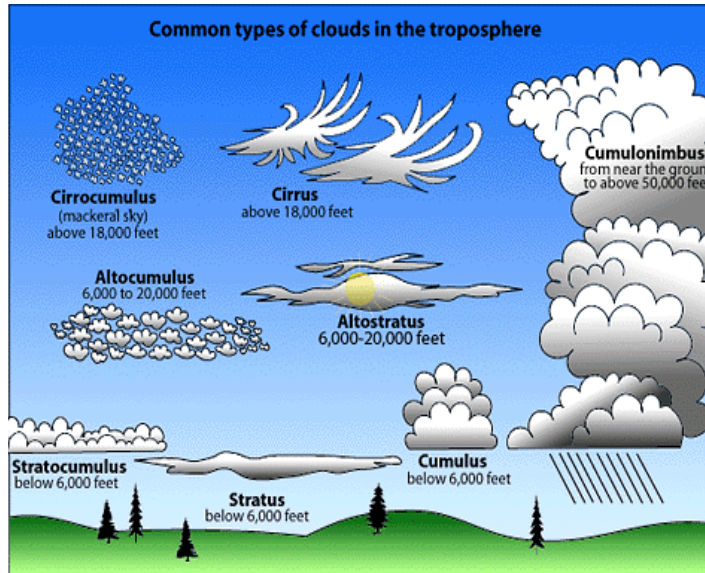 Common types of clouds in the troposphere
Cirrocumulus
(mackeral sky)
above 18,000 feet
Cirrus
above 18,000 feet
Cumulonimbus
from near the ground
to above 50,000 feet
Altocumulus
6,000 to 20,000 feet
Altostratus
6,000-20,000 feet
Stratocumulus
below 6,000 feet
Stratus
below 6,000 feet
Cumulus
below 6,000 feet